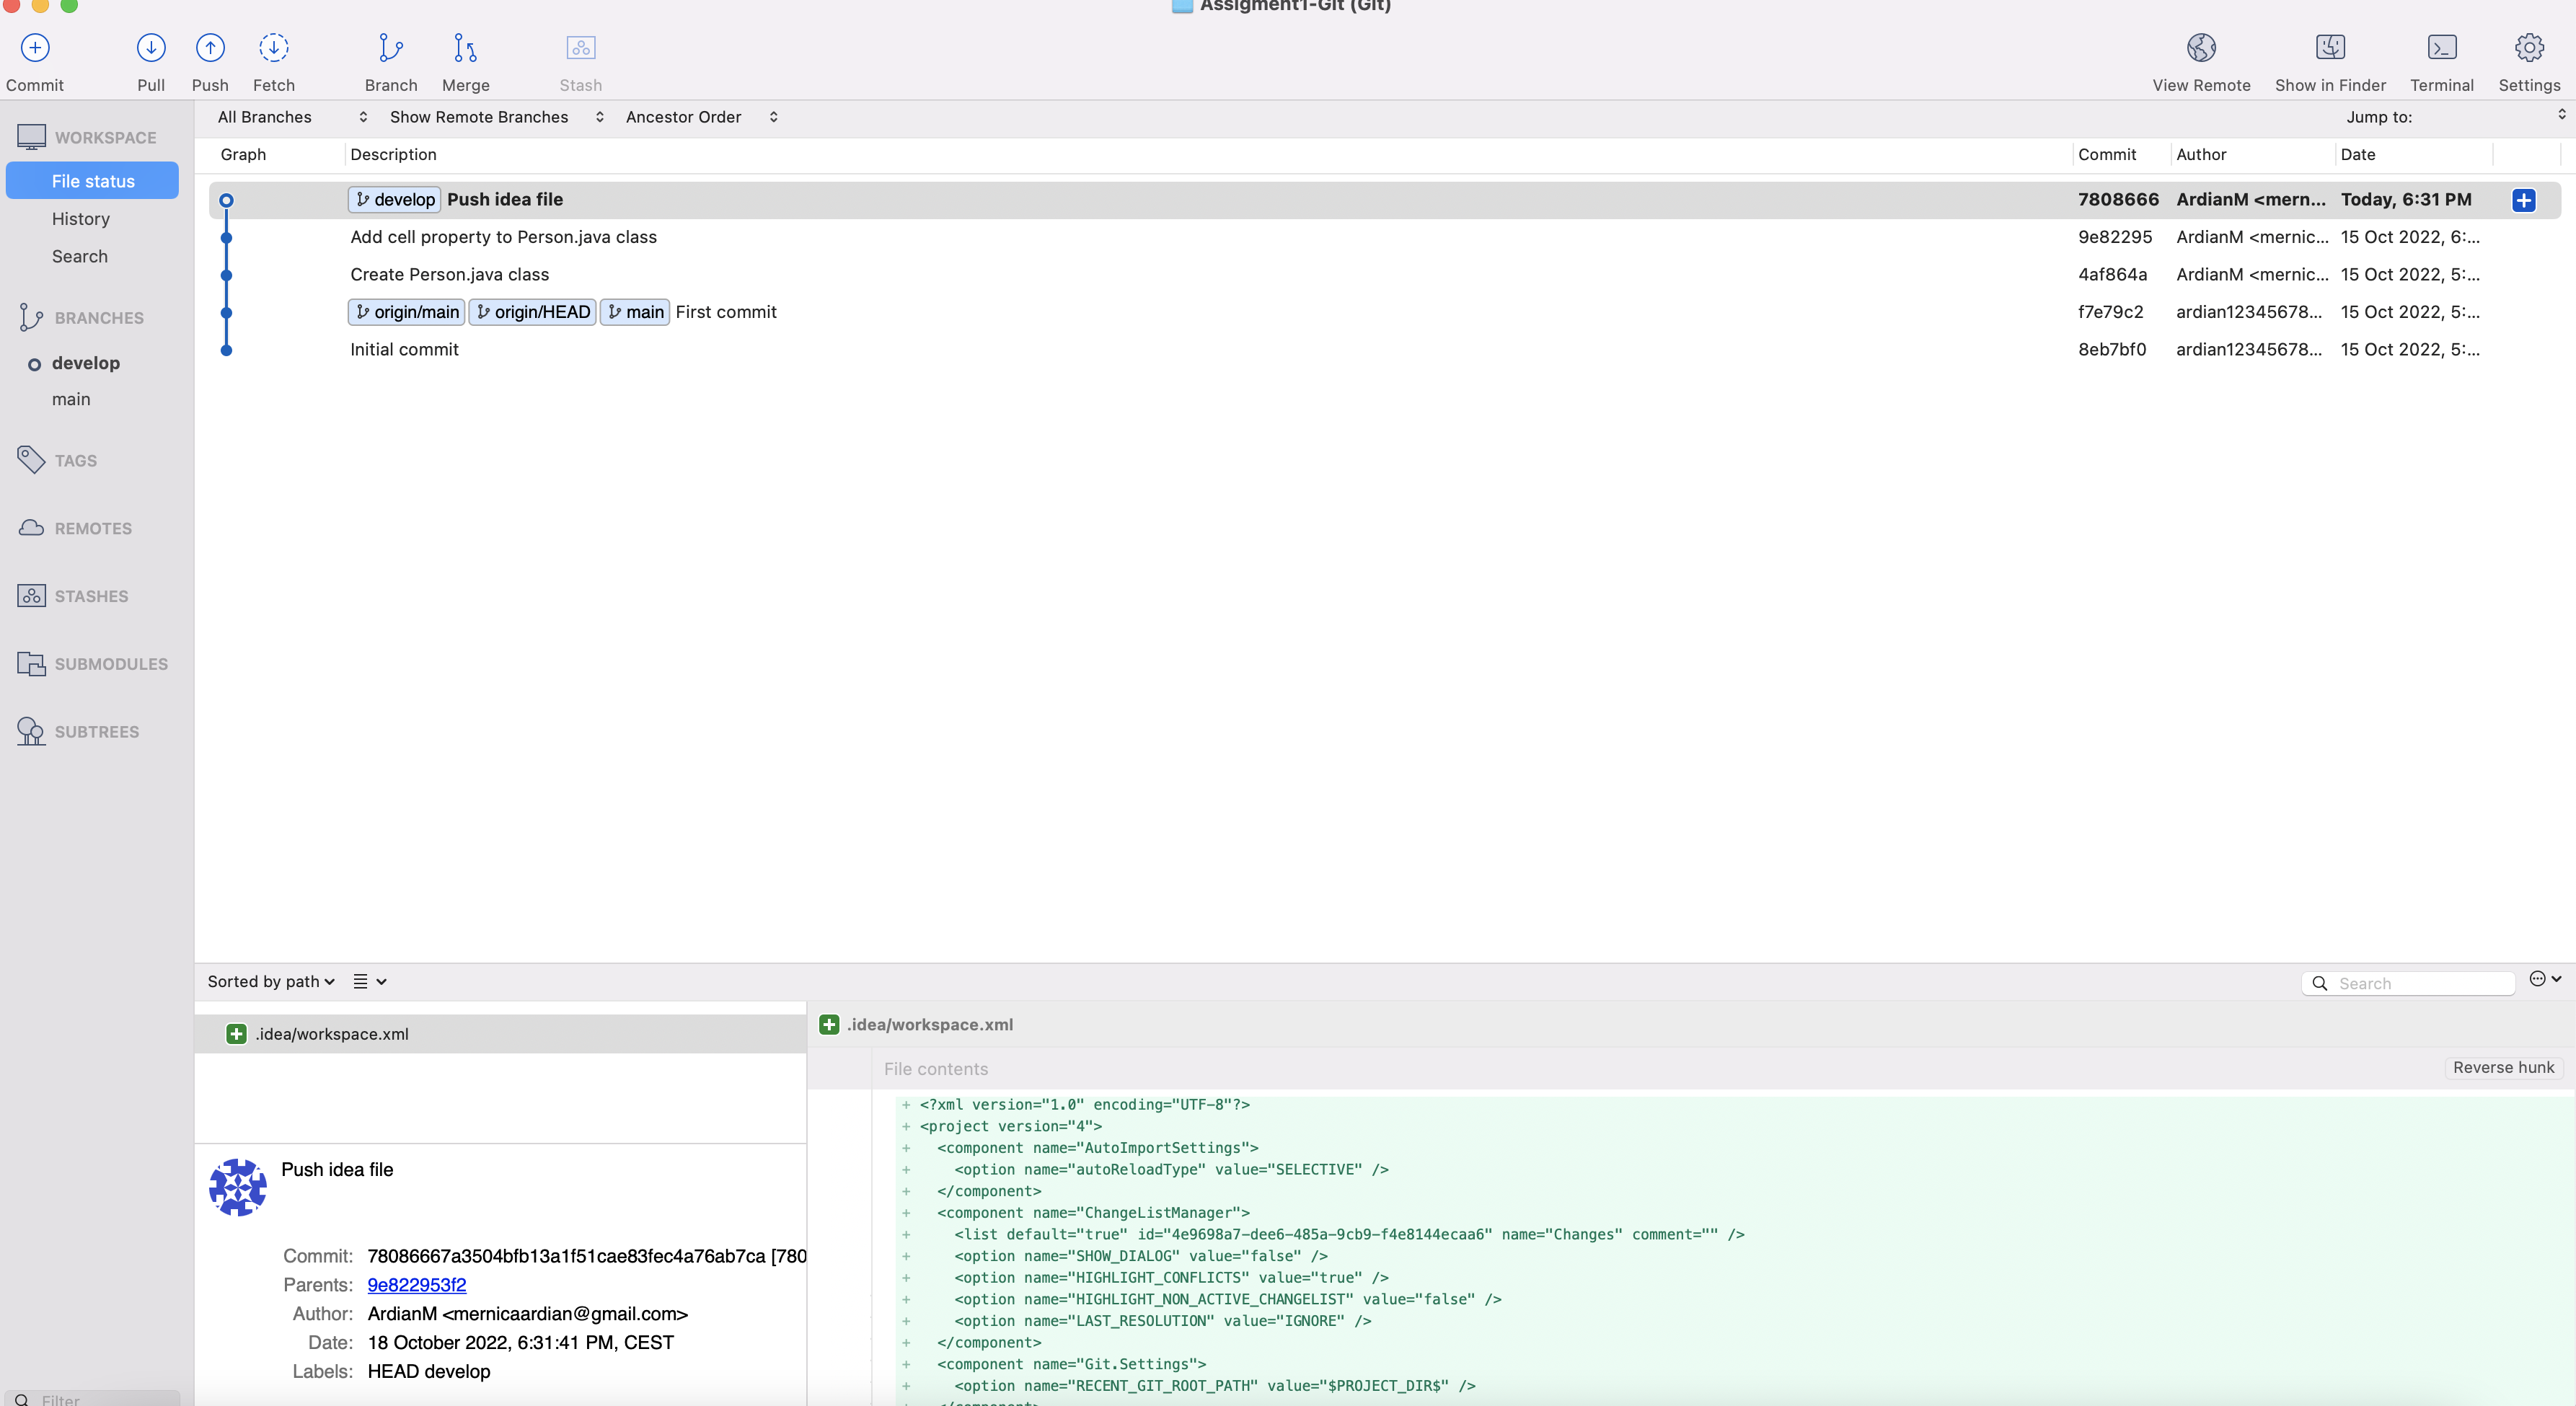 Assigment1-Git (Git)
Commit Pull Push Fetch Branch Merge Stash View Remote Show in Finder Terminal Settings
All Branches Show Remote Branches Ancestor Order Jump to:
WORKSPACE
File status
History
Search
BRANCHES
develop
main
TAGS
REMOTES
STASHES
SUBMODULES
SUBTREES
Filter
Graph Description Commit Author Date
develop Push idea file 7808666 ArdianM <mern... Today, 6:31 PM
Add cell property to Person.java class 9e82295 ArdianM <mernic... 15 Oct 2022, 6:...
Create Person.java class 4af864a ArdianM <mernic... 15 Oct 2022, 5:...
origin/main origin/HEAD main First commit f7e79c2 ardian12345678... 15 Oct 2022, 5:...
Initial commit 8eb7bf0 ardian12345678... 15 Oct 2022, 5:...
Sorted by path Search
.idea/workspace.xml
Push idea file
Commit: 78086667a3504bfb13a1f51cae83fec4a76ab7ca [780
Parents: 9e822953f2
Author: ArdianM <mernicaardian@gmail.com>
Date: 18 October 2022, 6:31:41 PM, CEST
Labels: HEAD develop
.idea/workspace.xml
File contents Reverse hunk
+ <?xml version="1.0" encoding="UTF-8"?>
+ <project version="4">
+ <component name="AutoImportSettings">
+ <option name="autoReloadType" value="SELECTIVE" />
+ </component>
+ <component name="ChangeListManager">
+ <list default="true" id="4e9698a7-dee6-485a-9cb9-f4e8144ecaa6" name="Changes" comment="" />
+ <option name="SHOW_DIALOG" value="false" />
+ <option name="HIGHLIGHT_CONFLICTS" value="true" />
+ <option name="HIGHLIGHT_NON_ACTIVE_CHANGELIST" value="false" />
+ <option name="LAST_RESOLUTION" value="IGNORE" />
+ </component>
+ <component name="Git.Settings">
+ <option name="RECENT_GIT_ROOT_PATH" value="$PROJECT_DIR$" />